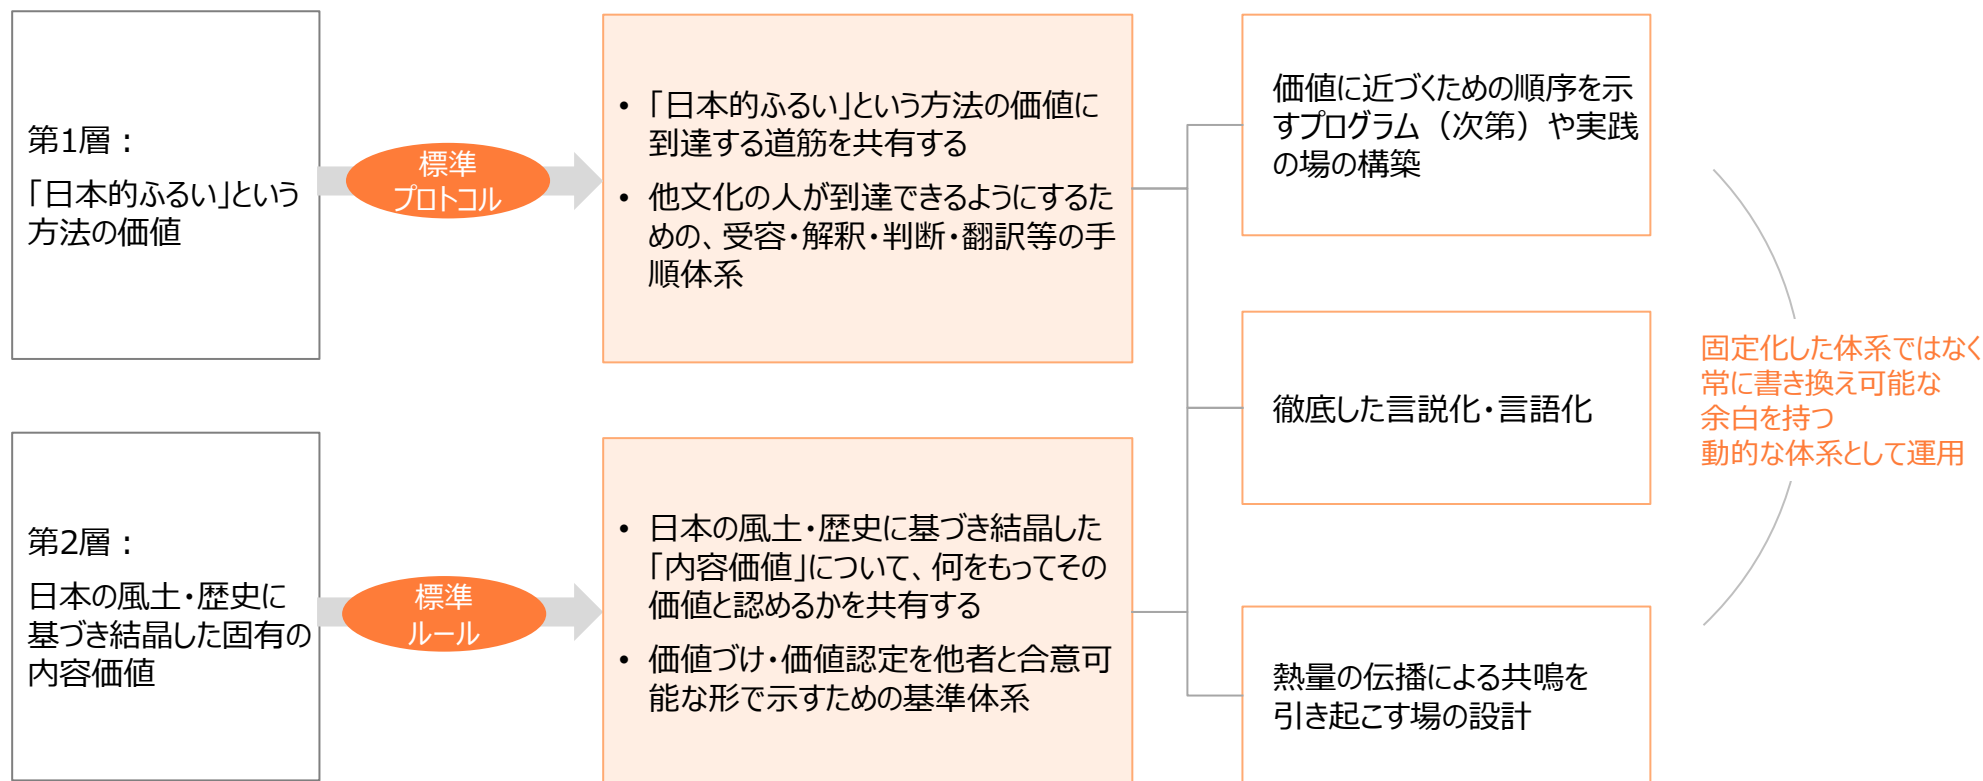 第1層：
「日本的ふるい」という
方法の価値
標準
プロトコル
• 「日本的ふるい」という方法の価値に
到達する道筋を共有する
• 他文化の人が到達できるようにするた
めの、受容・解釈・判断・翻訳等の手
順体系
価値に近づくための順序を示
すプログラム（次第）や実践
の場の構築
徹底した言説化・言語化
固定化した体系ではなく
常に書き換え可能な
余白を持つ
動的な体系として運用
第2層：
日本の風土・歴史に
基づき結晶した固有の
内容価値
標準
ルール
• 日本の風土・歴史に基づき結晶した
「内容価値」について、何をもってその
価値と認めるかを共有する
• 価値づけ・価値認定を他者と合意可
能な形で示すための基準体系
熱量の伝播による共鳴を
引き起こす場の設計